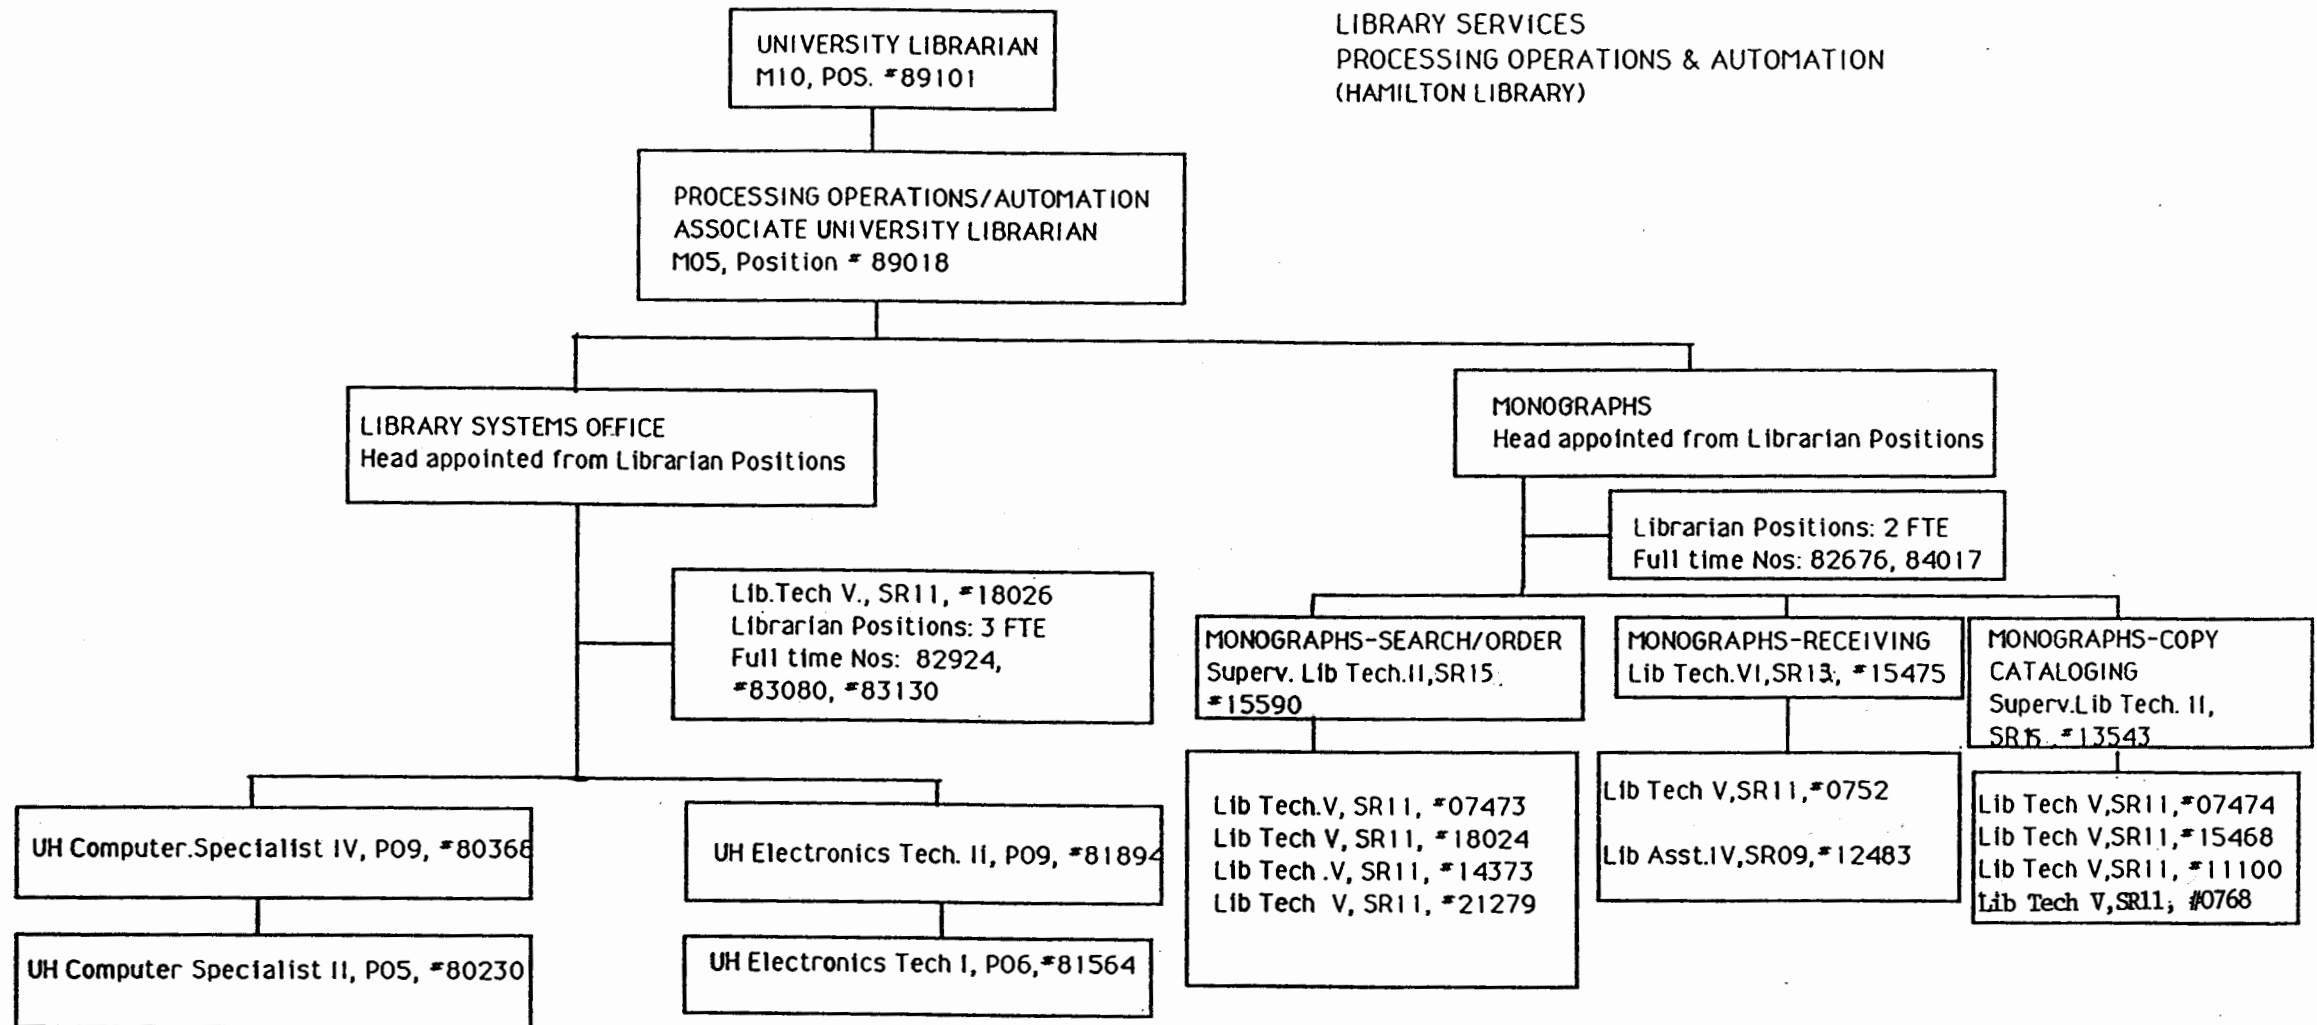 LIBRARY SERVICES
PROCESSING OPERATIONS & AUTOMATION
(HAMILTON LIBRARY)
UNIVERSITY LIBRARIAN
M10, POS. #89101
PROCESSING OPERATIONS/AUTOMATION
ASSOCIATE UNIVERSITY LIBRARIAN
M05, Position # 89018
LIBRARY SYSTEMS OFFICE
Head appointed from Librarian Positions
Lib.Tech V., SR11, #18026
Librarian Positions: 3 FTE
Full time Nos: 82924,
#83080, #83130
UH Computer.Specialist IV, P09, #80368
UH Computer Specialist II, P05, #80230
UH Electronics Tech. II, P09, #81894
UH Electronics Tech I, P06,#81564
MONOGRAPHS
Head appointed from Librarian Positions
Librarian Positions: 2 FTE
Full time Nos: 82676, 84017
MONOGRAPHS-SEARCH/ORDER
Superv. Lib Tech.II,SR15
#15590
Lib Tech.V, SR11, #07473
Lib Tech V, SR11, #18024
Lib Tech .V, SR11, #14373
Lib Tech V, SR11, #21279
MONOGRAPHS-RECEIVING
Lib Tech.VI,SR13, #15475
Lib Tech V,SR11,#0752
Lib Asst.IV,SR09,#12483
MONOGRAPHS-COPY
CATALOGING
Superv.Lib Tech. II,
#13543
Lib Tech V,SR11,#07474
Lib Tech V,SR11,#15468
Lib Tech V,SR11, #11100
Lib Tech V,SR11, #0768